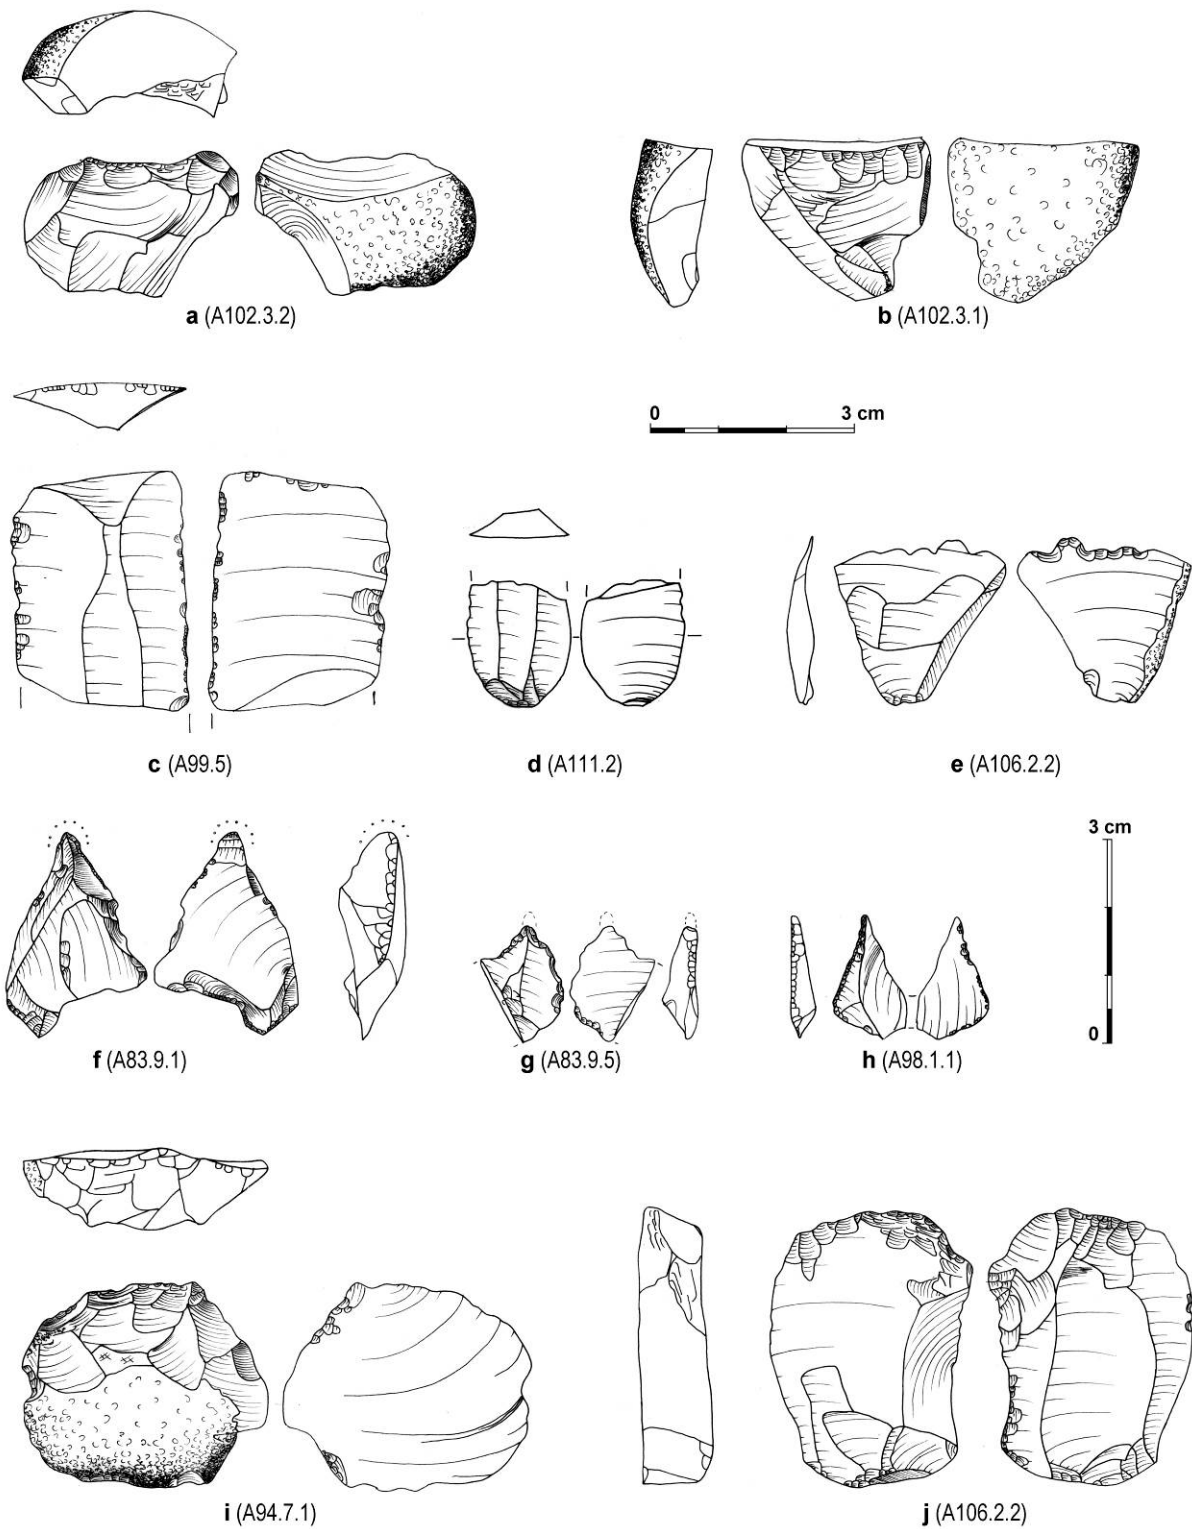 a (A102.3.2)
b (A102.3.1)
0 3 cm
c (A99.5)
d (A111.2)
e (A106.2.2)
3 cm
0
f (A83.9.1)
g (A83.9.5)
h (A98.1.1)
i (A94.7.1)
j (A106.2.2)